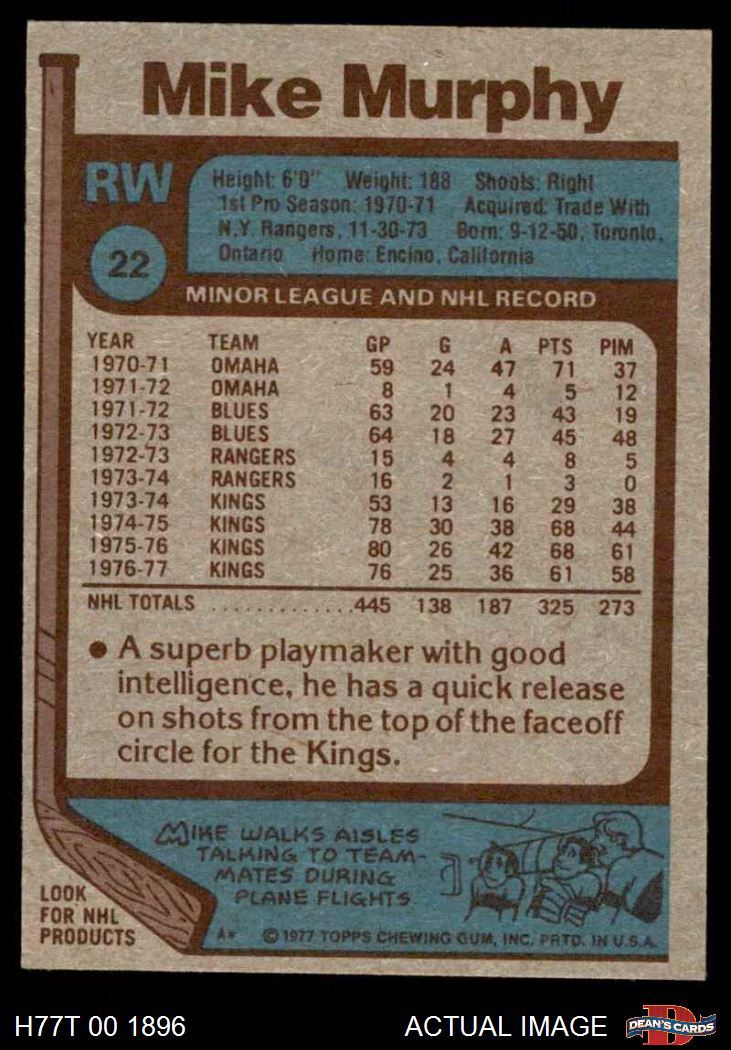 Mike Murphy
RW
22
Height: 6'0" Weight: 188 Shoots: Right
1st Pro Season: 1970-71 Acquired: Trade With
N.Y. Rangers, 11-30-73 Born: 9-12-50, Toronto,
Ontario Home: Encino, California
MINOR LEAGUE AND NHL RECORD
YEAR TEAM GP G A PTS PIM
1970-71 OMAHA 59 24 47 71 37
1971-72 OMAHA 8 1 4 5 12
1971-72 BLUES 63 20 23 43 19
1972-73 BLUES 64 18 27 45 48
1972-73 RANGERS 15 4 4 8 5
1973-74 RANGERS 16 2 1 3 0
1973-74 KINGS 53 13 16 29 38
1974-75 KINGS 78 30 38 68 44
1975-76 KINGS 80 26 42 68 61
1976-77 KINGS 76 25 36 61 58
NHL TOTALS .............445 138 187 325 273
● A superb playmaker with good
intelligence, he has a quick release
on shots from the top of the faceoff
circle for the Kings.
MIKE WALKS AISLES
TALKING TO TEAM-
MATES DURING
PLANE FLIGHTS
LOOK
FOR NHL
PRODUCTS
A* © 1977 TOPPS CHEWING GUM, INC. PRTD. IN U.S.A.
H77T 00 1896 ACTUAL IMAGE
D
DEAN'S CARDS